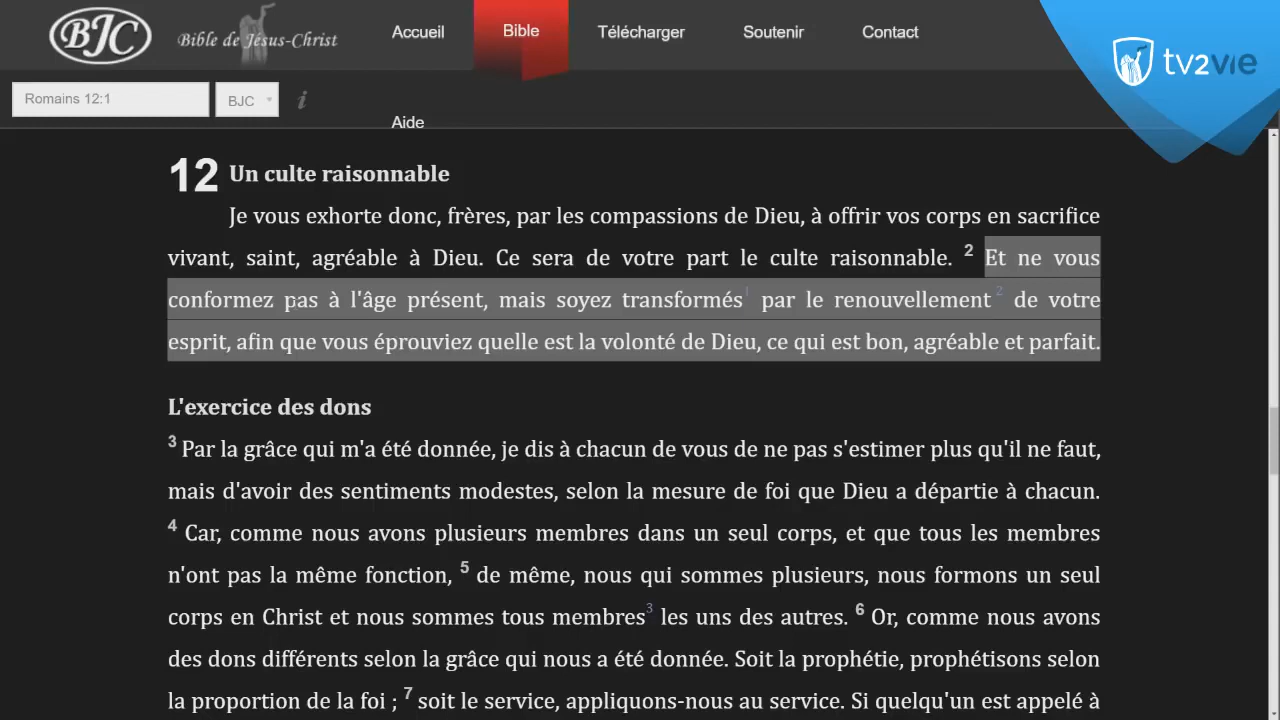 BJC Bible de Jésus-Christ Accueil Bible Télécharger Soutenir Contact
tv2vie
Romains 12:1 BJC i
Aide
12 Un culte raisonnable
Je vous exhorte donc, frères, par les compassions de Dieu, à offrir vos corps en sacrifice
vivant, saint, agréable à Dieu. Ce sera de votre part le culte raisonnable. 2 Et ne vous
conformez pas à l'âge présent, mais soyez transformés1 par le renouvellement 2 de votre
esprit, afin que vous éprouviez quelle est la volonté de Dieu, ce qui est bon, agréable et parfait.
L'exercice des dons
3 Par la grâce qui m'a été donnée, je dis à chacun de vous de ne pas s'estimer plus qu'il ne faut,
mais d'avoir des sentiments modestes, selon la mesure de foi que Dieu a départie à chacun.
4 Car, comme nous avons plusieurs membres dans un seul corps, et que tous les membres
n'ont pas la même fonction, 5 de même, nous qui sommes plusieurs, nous formons un seul
corps en Christ et nous sommes tous membres3 les uns des autres. 6 Or, comme nous avons
des dons différents selon la grâce qui nous a été donnée. Soit la prophétie, prophétisons selon
la proportion de la foi ; 7 soit le service, appliquons-nous au service. Si quelqu'un est appelé à